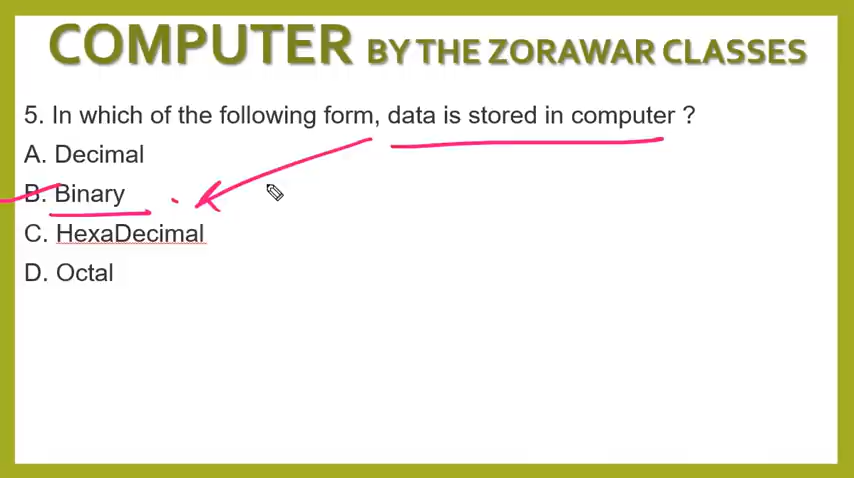 COMPUTER BY THE ZORAWAR CLASSES
5. In which of the following form, data is stored in computer ?
A. Decimal
B. Binary
C. HexaDecimal
D. Octal